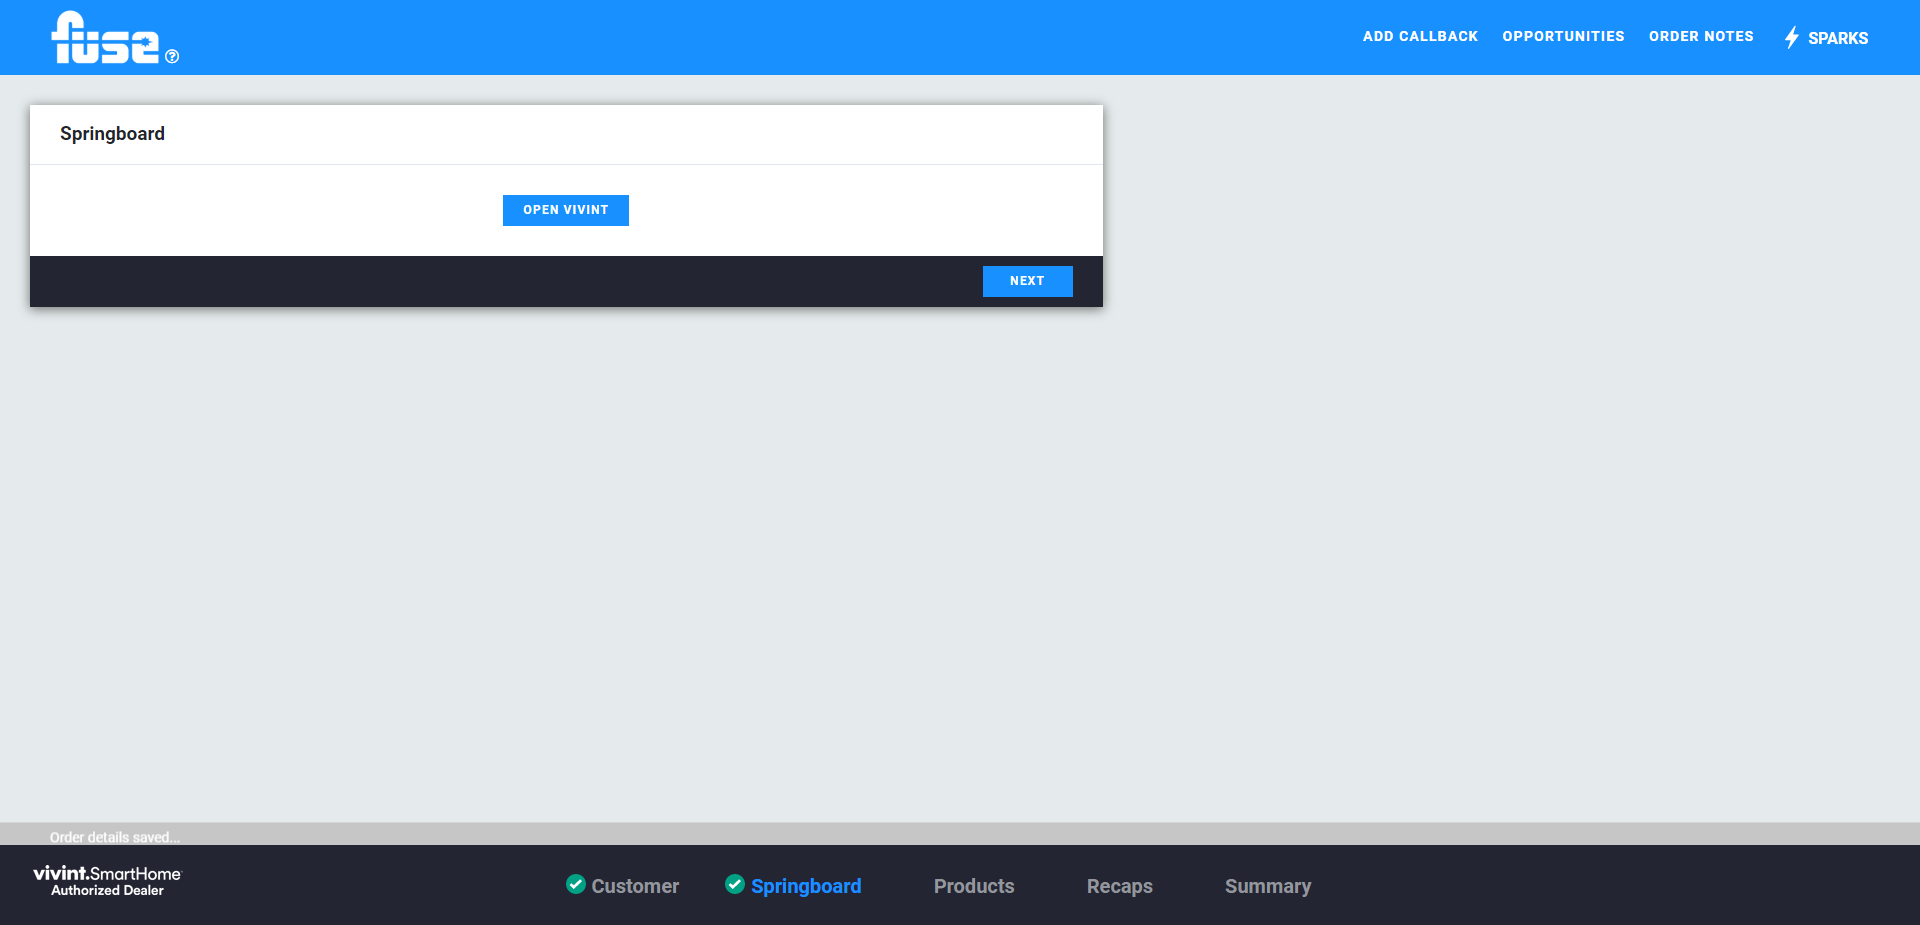 fuse
ADD CALLBACK
OPPORTUNITIES
ORDER NOTES
SPARKS
Springboard
OPEN VIVINT
NEXT
Order details saved...
vivint.SmartHome
Authorized Dealer
Customer
Springboard
Products
Recaps
Summary